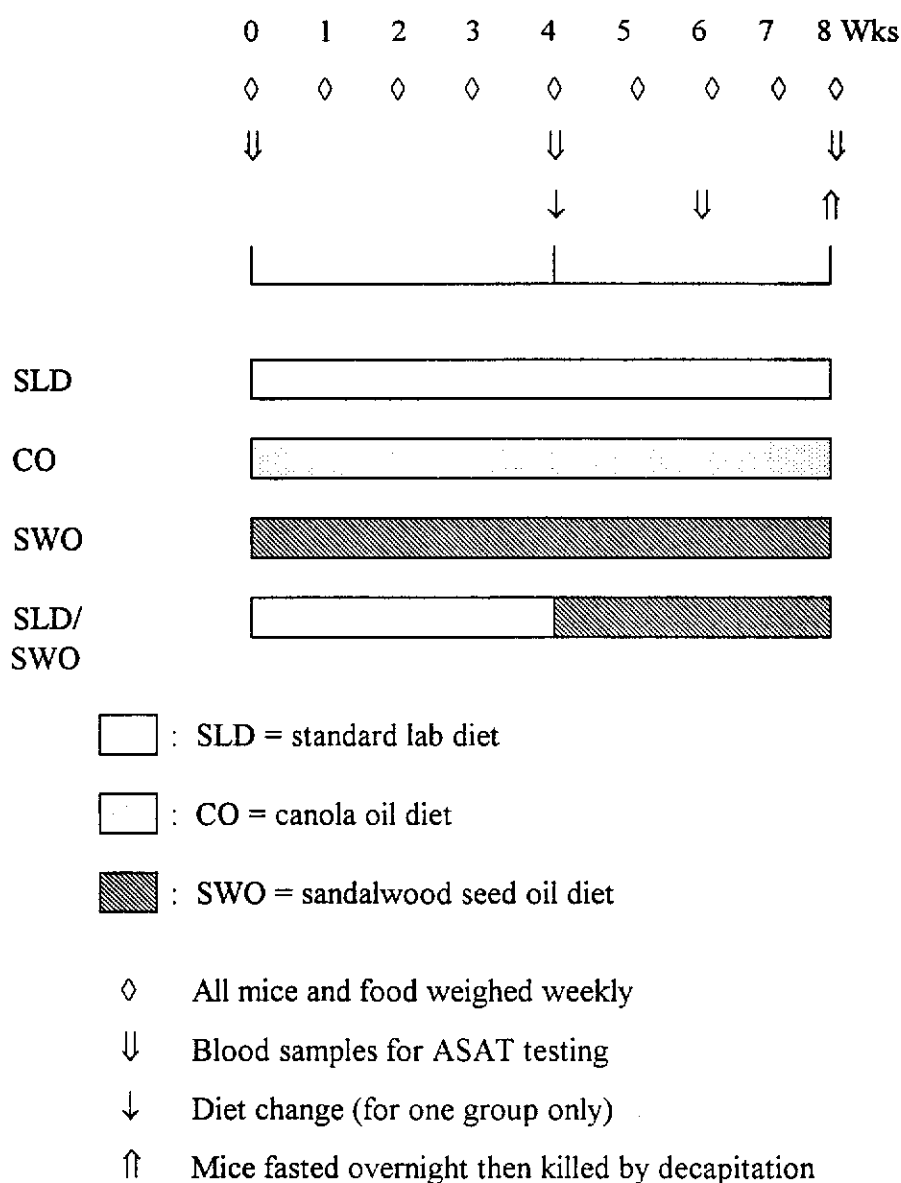 0 1 2 3 4 5 6 7 8 Wks
◊ ◊ ◊ ◊ ◊ ◊ ◊ ◊ ◊
⇓ ⇓ ⇓
↓ ⇓ ⇑
SLD
CO
SWO
SLD/
SWO
: SLD = standard lab diet
: CO = canola oil diet
: SWO = sandalwood seed oil diet
◊ All mice and food weighed weekly
⇓ Blood samples for ASAT testing
↓ Diet change (for one group only)
⇑ Mice fasted overnight then killed by decapitation